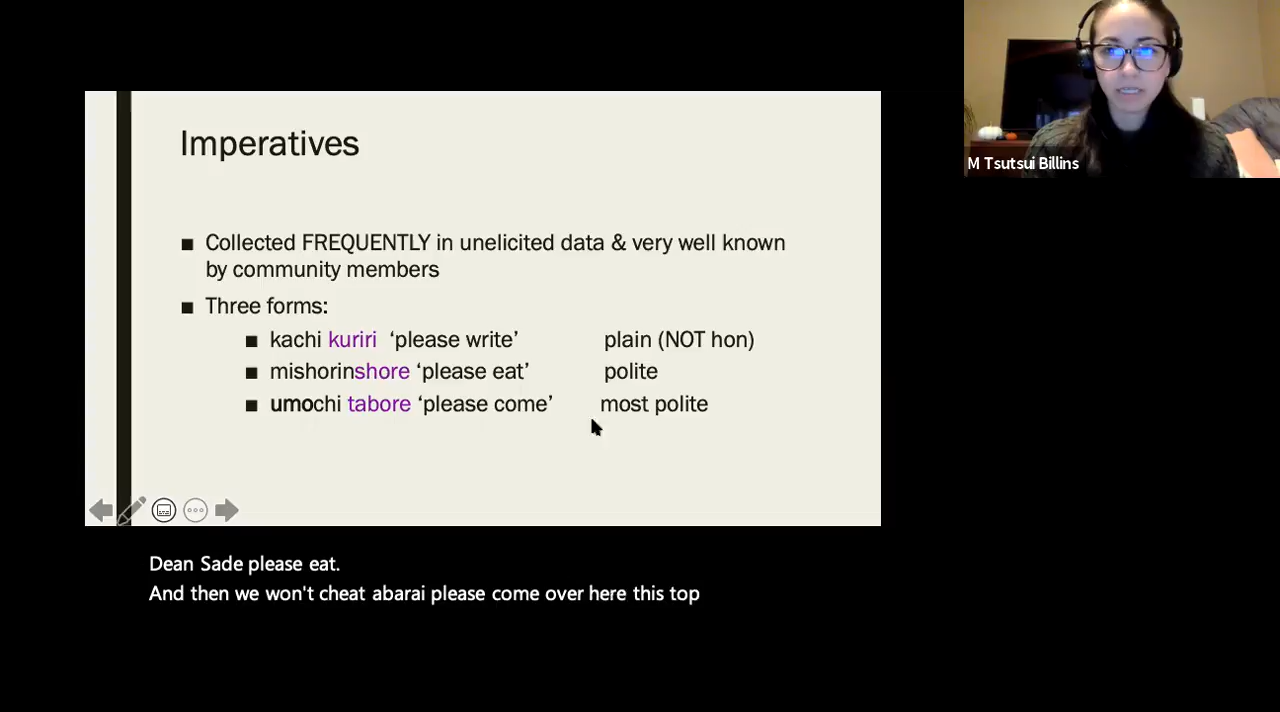 M Tsutsui Billins
Imperatives
■ Collected FREQUENTLY in unelicited data & very well known
by community members
■ Three forms:
■ kachi kuriri ‘please write’ plain (NOT hon)
■ mishorinshore ‘please eat’ polite
■ umochi tabore ‘please come’ most polite
Dean Sade please eat.
And then we won't cheat abarai please come over here this top